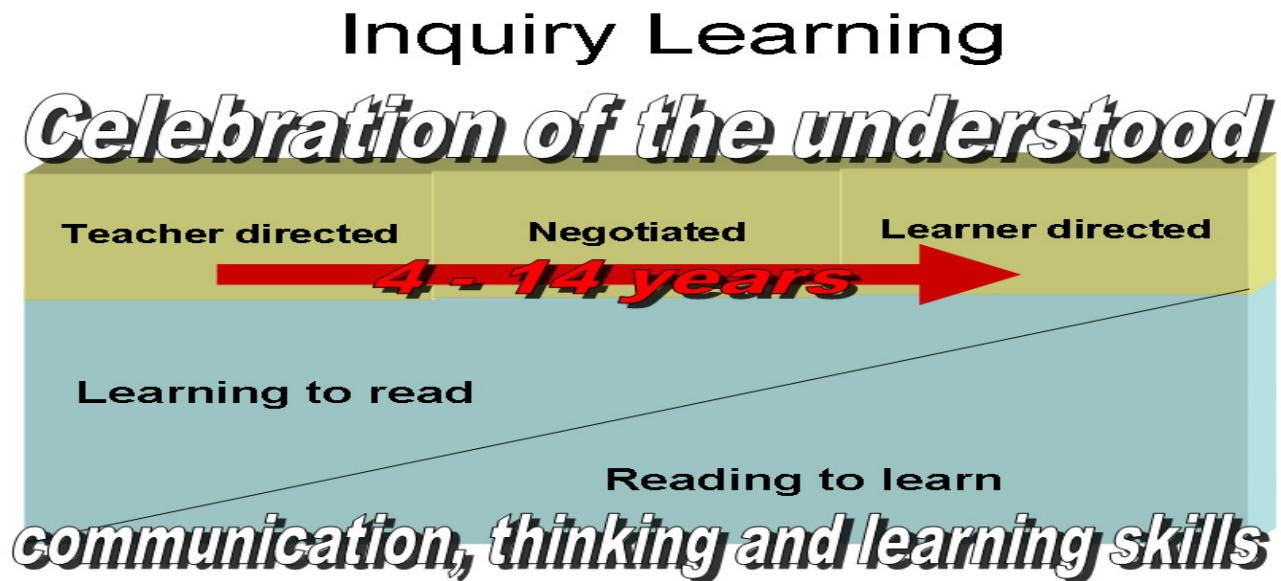 Inquiry Learning
Celebration of the understood
Teacher directed
Negotiated
Learner directed
4 - 14 years
Learning to read
Reading to learn
communication, thinking and learning skills